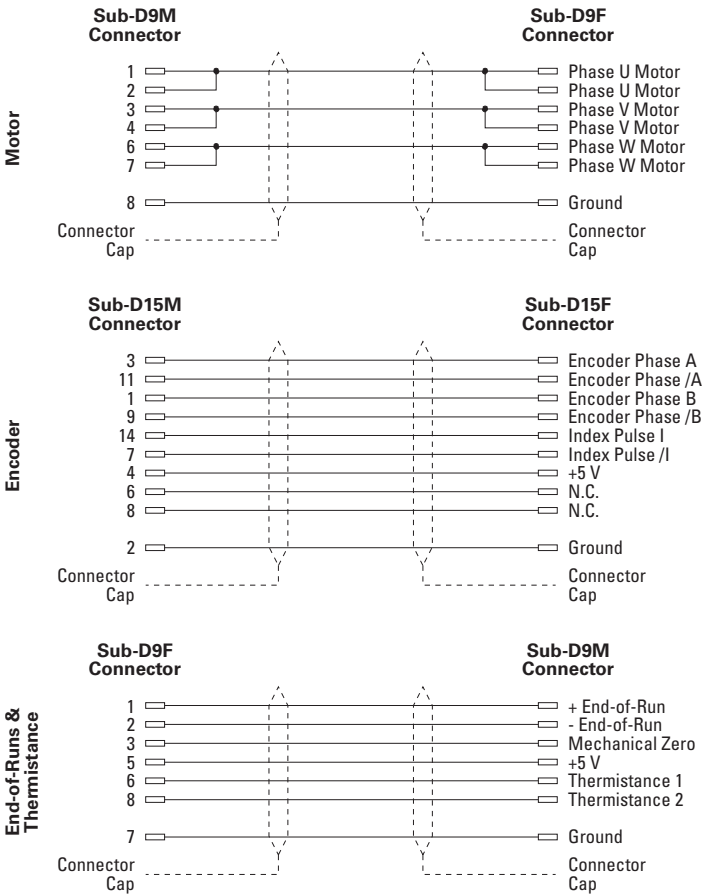 Sub-D9M Connector
Sub-D9F Connector
Motor
1 Phase U Motor
2 Phase U Motor
3 Phase V Motor
4 Phase V Motor
6 Phase W Motor
7 Phase W Motor
8 Ground
Connector Cap
Connector Cap
Sub-D15M Connector
Sub-D15F Connector
Encoder
3 Encoder Phase A
11 Encoder Phase /A
1 Encoder Phase B
9 Encoder Phase /B
14 Index Pulse I
7 Index Pulse /I
4 +5 V
6 N.C.
8 N.C.
2 Ground
Connector Cap
Connector Cap
Sub-D9F Connector
Sub-D9M Connector
End-of-Runs & Thermistance
1 + End-of-Run
2 - End-of-Run
3 Mechanical Zero
5 +5 V
6 Thermistance 1
8 Thermistance 2
7 Ground
Connector Cap
Connector Cap